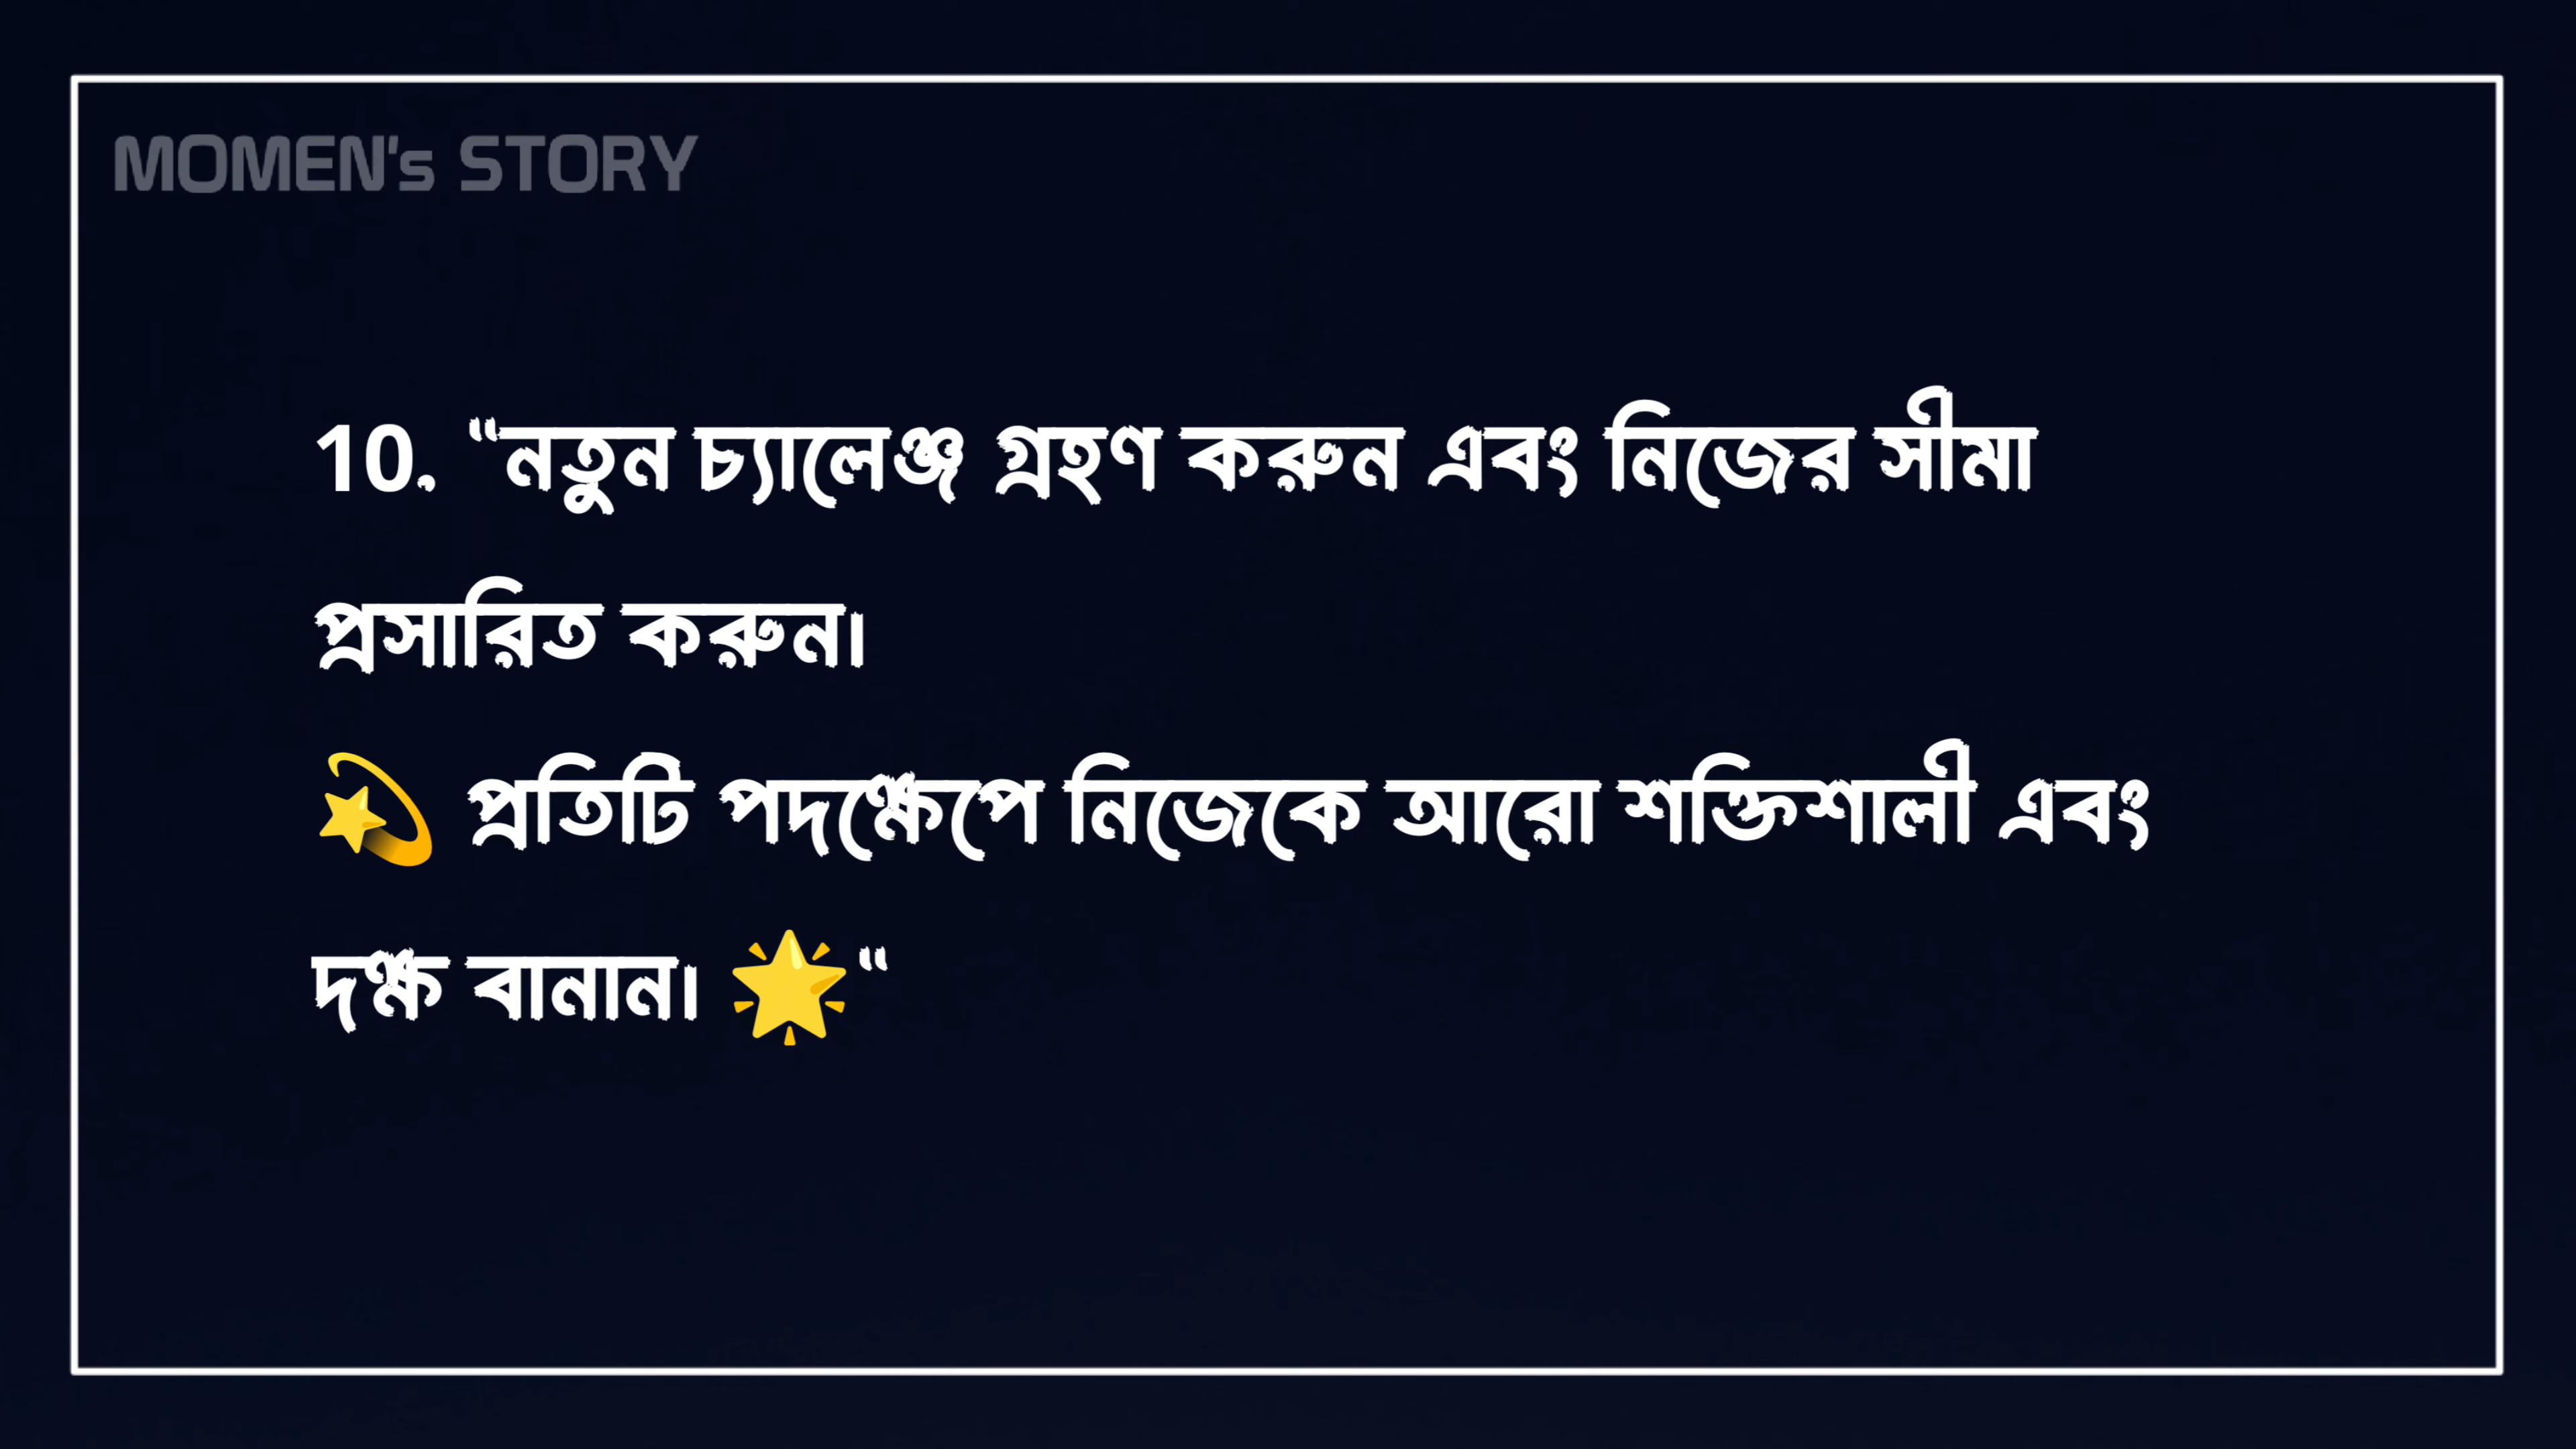 MOMEN's STORY
10. “নতুন চ্যালেঞ্জ গ্রহণ করুন এবং নিজের সীমা
প্রসারিত করুন।
💫 প্রতিটি পদক্ষেপে নিজেকে আরো শক্তিশালী এবং
দক্ষ বানান। 🌟“